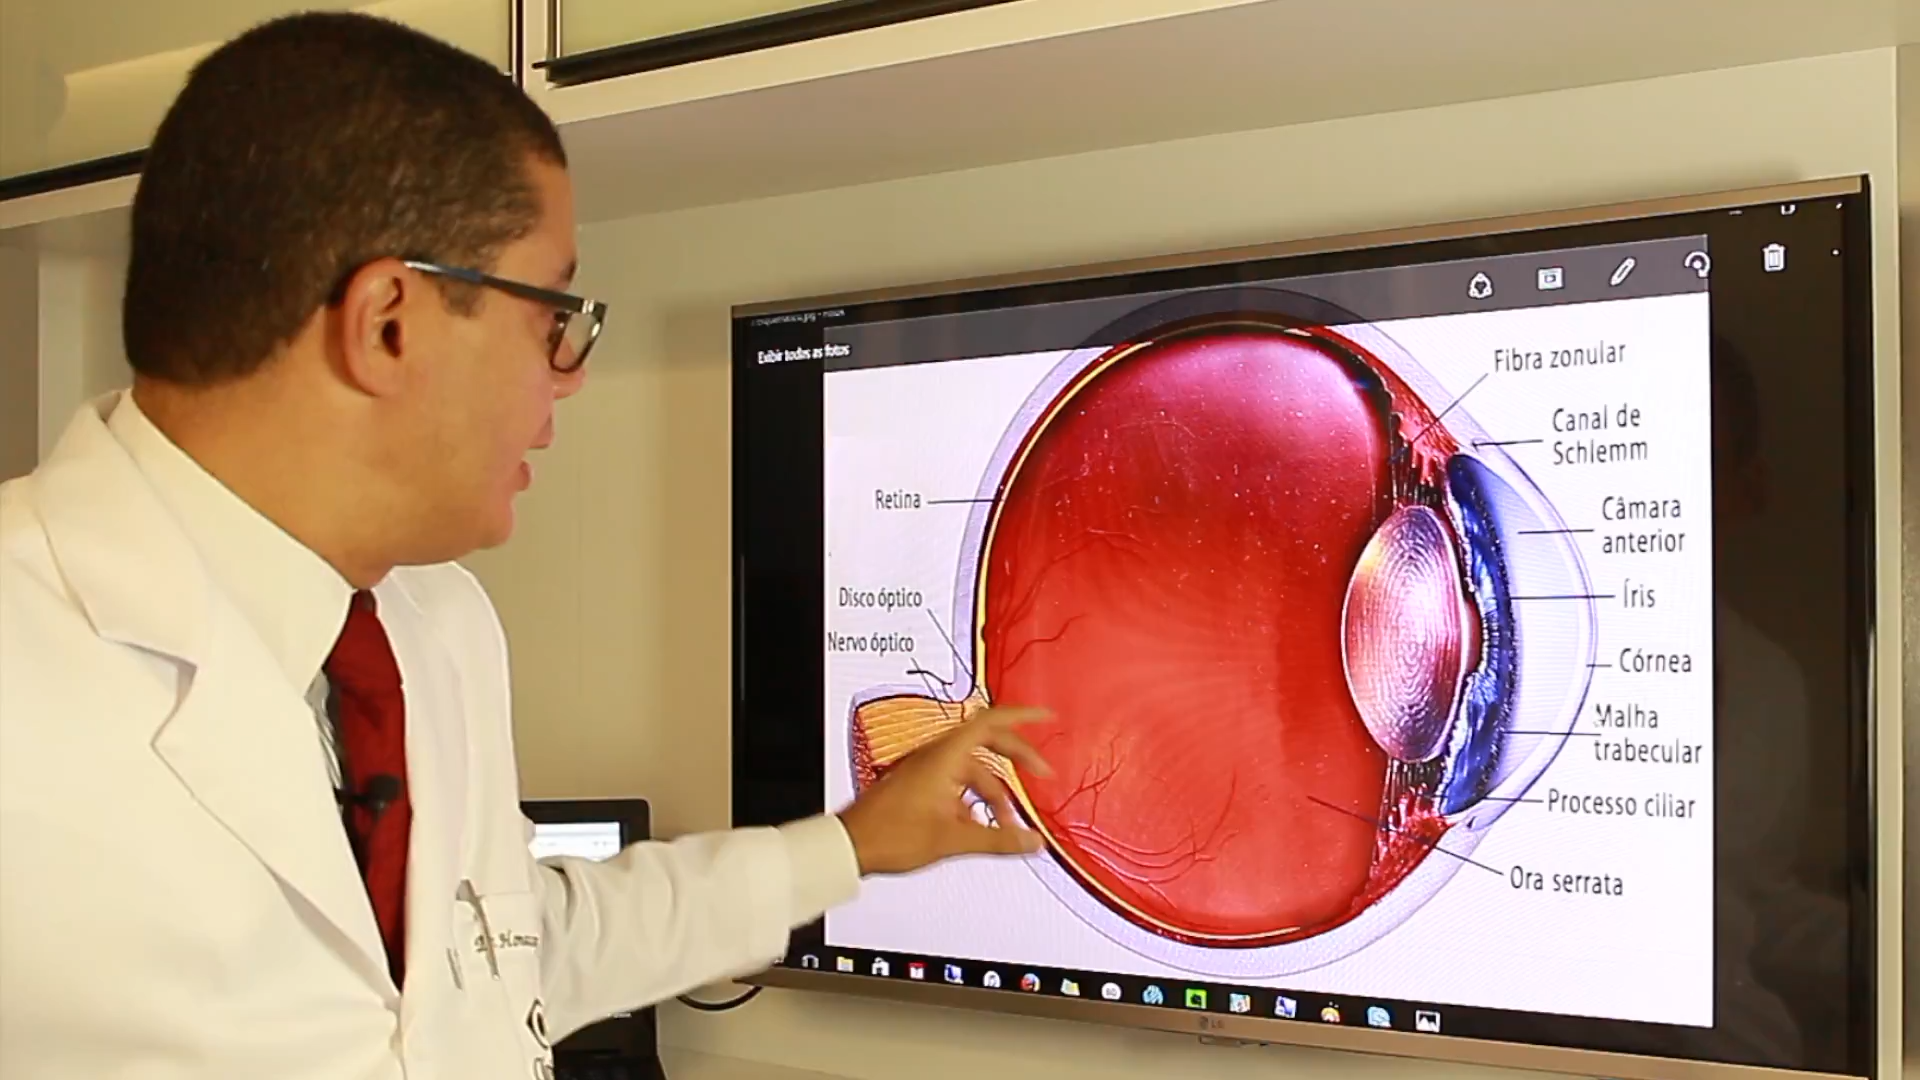 Exibir todas as fotos
Fibra zonular
Canal de
Schlemm
Câmara
anterior
Íris
Córnea
Malha
trabecular
Processo ciliar
Ora serrata
Retina
Disco óptico
Nervo óptico
LG